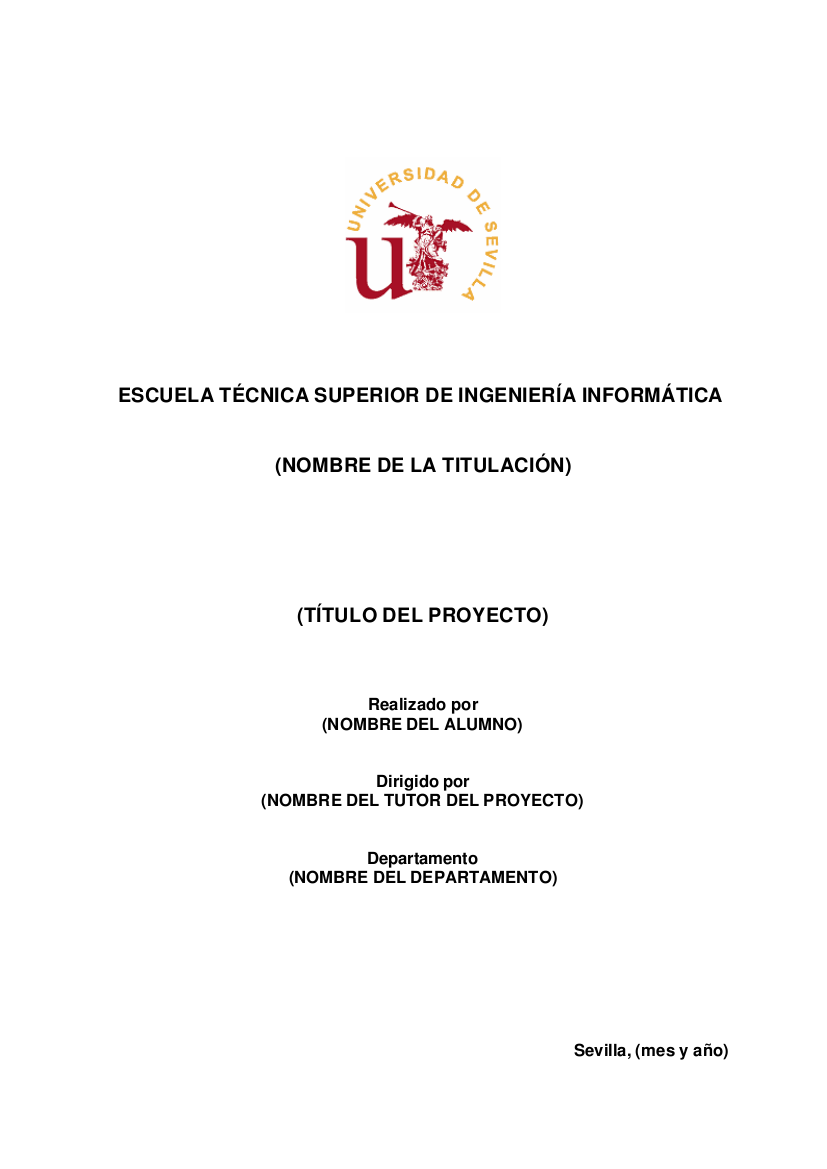 UNIVERSIDAD DE SEVILLA
u
ESCUELA TÉCNICA SUPERIOR DE INGENIERÍA INFORMÁTICA
(NOMBRE DE LA TITULACIÓN)
(TÍTULO DEL PROYECTO)
Realizado por
(NOMBRE DEL ALUMNO)
Dirigido por
(NOMBRE DEL TUTOR DEL PROYECTO)
Departamento
(NOMBRE DEL DEPARTAMENTO)
Sevilla, (mes y año)